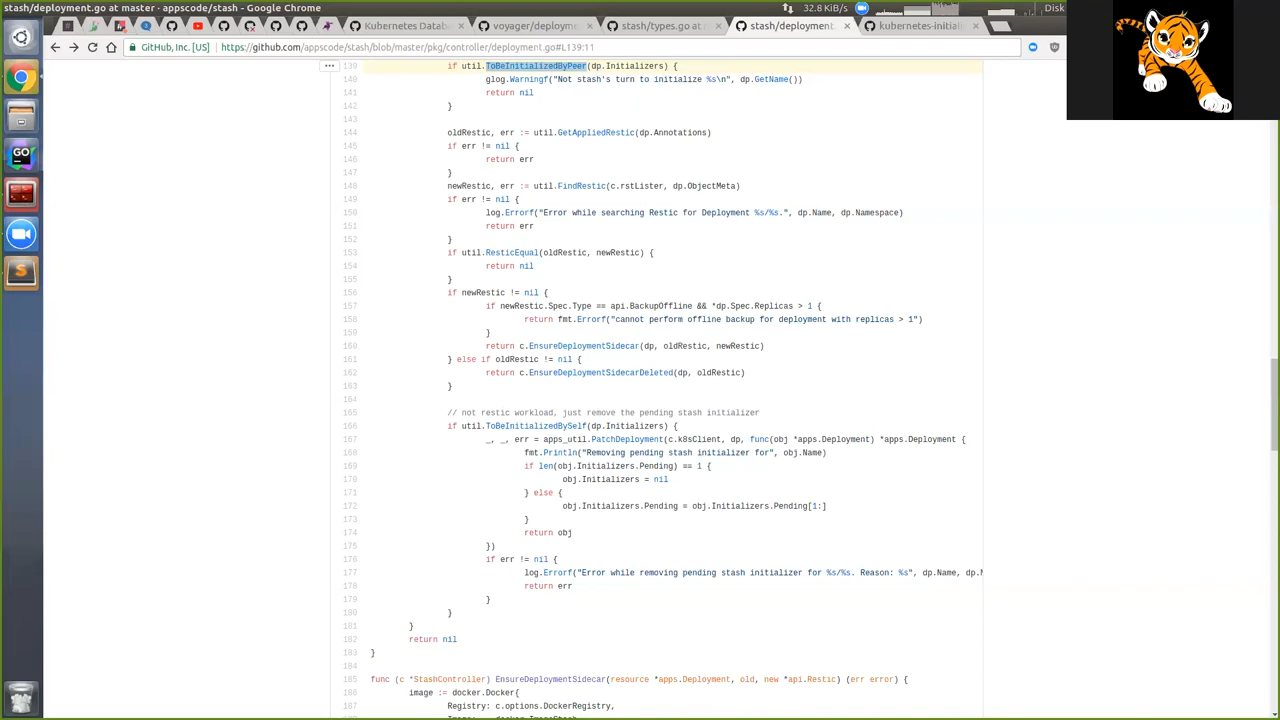 stash/deployment.go at master · appscode/stash - Google Chrome
32.8 KiB/s
Disk
Kubernetes Datab
voyager/deploym
stash/types.go at
stash/deployment.
kubernetes-initial
GitHub, Inc. [US]
https://github.com/appscode/stash/blob/master/pkg/controller/deployment.go#L139:11
139 if util.ToBeInitializedByPeer(dp.Initializers) {
140 glog.Warningf("Not stash's turn to initialize %s\n", dp.GetName())
141 return nil
142 }
143
144 oldRestic, err := util.GetAppliedRestic(dp.Annotations)
145 if err != nil {
146 return err
147 }
148 newRestic, err := util.FindRestic(c.rstLister, dp.ObjectMeta)
149 if err != nil {
150 log.Errorf("Error while searching Restic for Deployment %s/%s.", dp.Name, dp.Namespace)
151 return err
152 }
153 if util.ResticEqual(oldRestic, newRestic) {
154 return nil
155 }
156 if newRestic != nil {
157 if newRestic.Spec.Type == api.BackupOffline && *dp.Spec.Replicas > 1 {
158 return fmt.Errorf("cannot perform offline backup for deployment with replicas > 1")
159 }
160 return c.EnsureDeploymentSidecar(dp, oldRestic, newRestic)
161 } else if oldRestic != nil {
162 return c.EnsureDeploymentSidecarDeleted(dp, oldRestic)
163 }
164
165 // not restic workload, just remove the pending stash initializer
166 if util.ToBeInitializedBySelf(dp.Initializers) {
167 _, _, err = apps_util.PatchDeployment(c.k8sClient, dp, func(obj *apps.Deployment) *apps.Deployment {
168 fmt.Println("Removing pending stash initializer for", obj.Name)
169 if len(obj.Initializers.Pending) == 1 {
170 obj.Initializers = nil
171 } else {
172 obj.Initializers.Pending = obj.Initializers.Pending[1:]
173 }
174 return obj
175 })
176 if err != nil {
177 log.Errorf("Error while removing pending stash initializer for %s/%s. Reason: %s", dp.Name, dp.N
178 return err
179 }
180 }
181 }
182 return nil
183 }
184
185 func (c *StashController) EnsureDeploymentSidecar(resource *apps.Deployment, old, new *api.Restic) (err error) {
186 image := docker.Docker{
187 Registry: c.options.DockerRegistry,